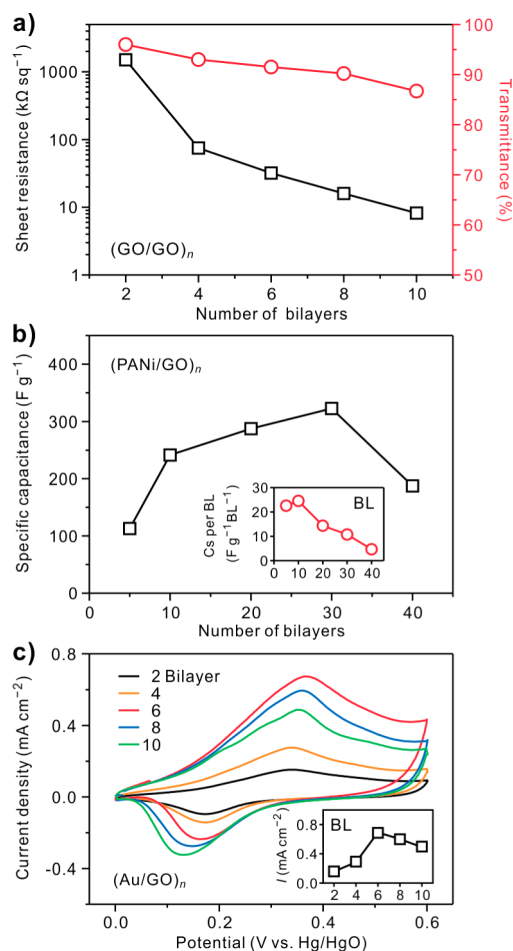 a)
Sheet resistance (kΩ sq⁻¹)
1000
100
10
1
100
90
80
70
60
50
Transmittance (%)
(GO/GO)ₙ
2 4 6 8 10
Number of bilayers
b)
Specific capacitance (F g⁻¹)
400
300
200
100
0
(PANi/GO)ₙ
Cs per BL
(F g⁻¹BL⁻¹)
30
20
10
0
BL
0 10 20 30 40
0 10 20 30 40
Number of bilayers
c)
Current density (mA cm⁻²)
0.8
0.4
0.0
-0.4
2 Bilayer
4
6
8
10
(Au/GO)ₙ
I (mA cm⁻²)
0.8
0.4
0.0
BL
2 4 6 8 10
0.0 0.2 0.4 0.6
Potential (V vs. Hg/HgO)